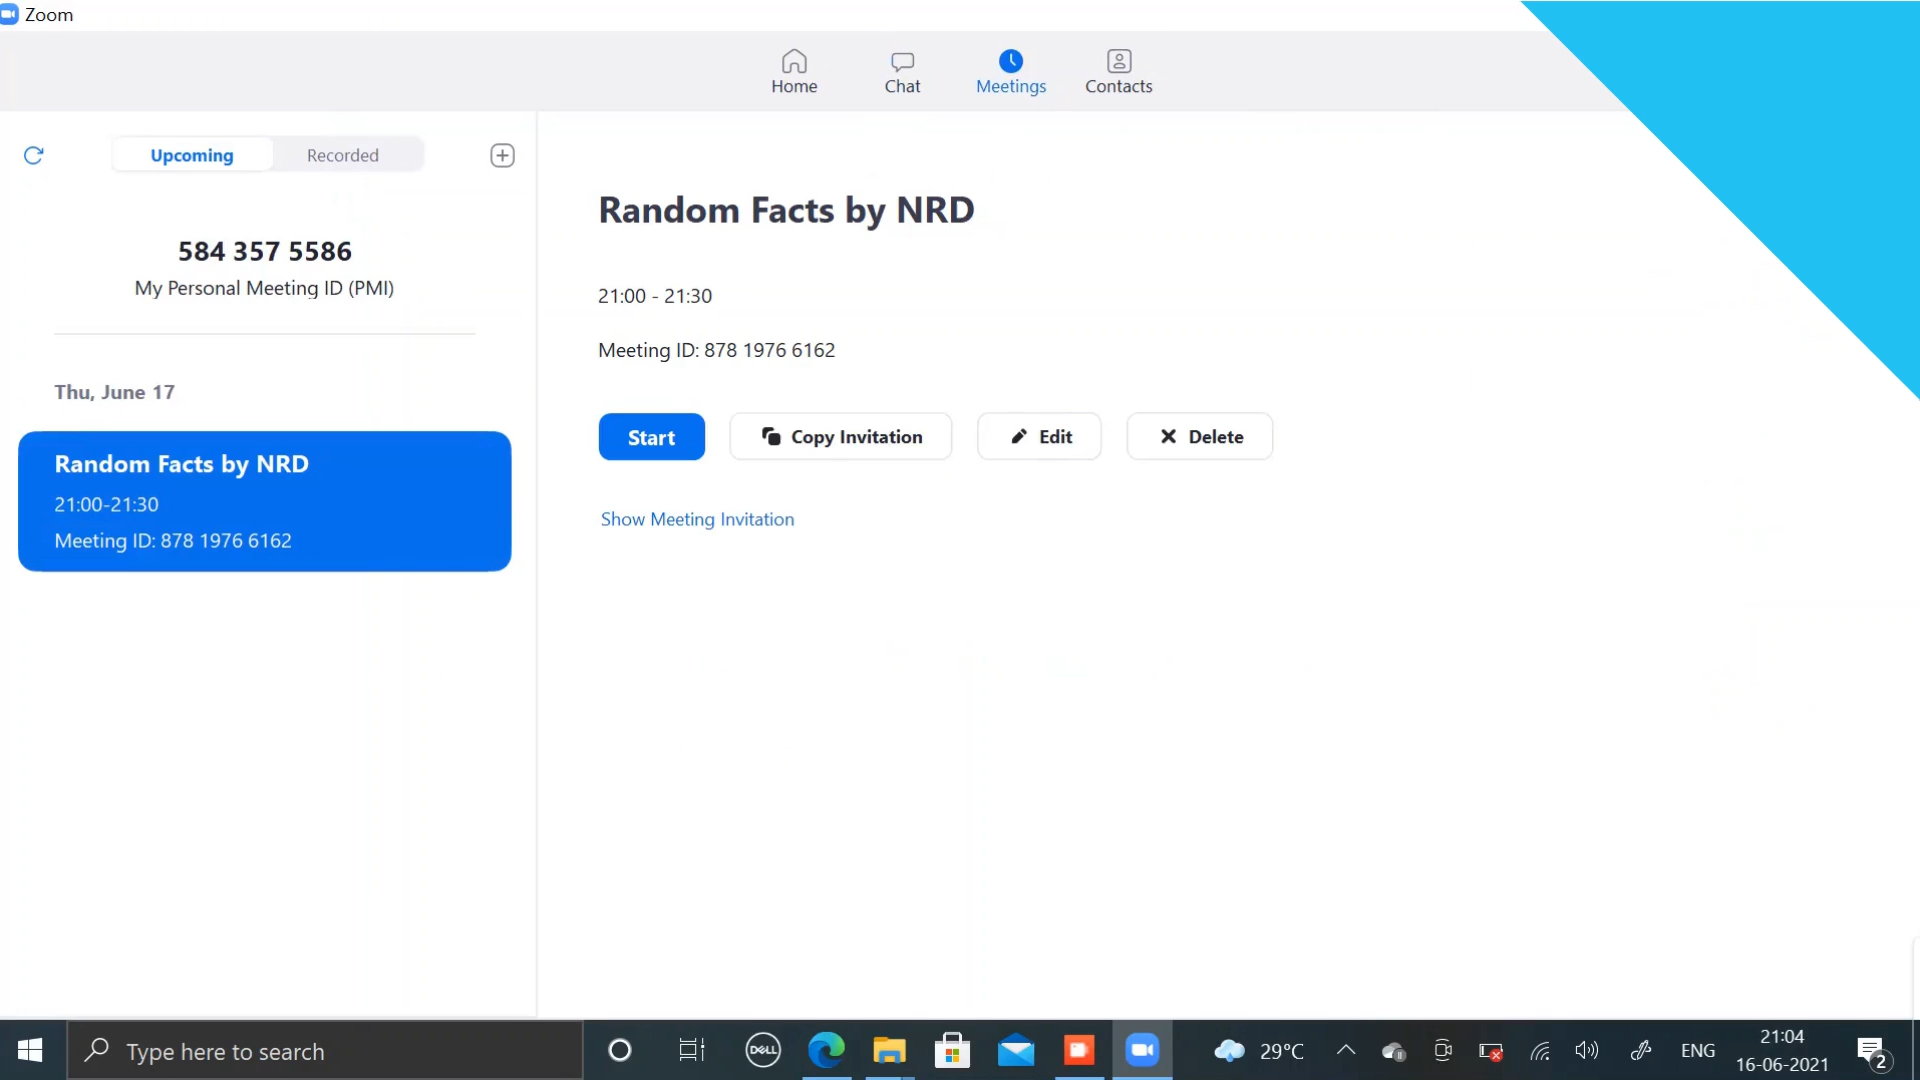 Zoom
Home
Chat
Meetings
Contacts
Upcoming
Recorded
584 357 5586
My Personal Meeting ID (PMI)
Thu, June 17
Random Facts by NRD
21:00-21:30
Meeting ID: 878 1976 6162
Random Facts by NRD
21:00 - 21:30
Meeting ID: 878 1976 6162
Start
Copy Invitation
Edit
Delete
Show Meeting Invitation
Type here to search
DELL
29°C
ENG
21:04
16-06-2021
2